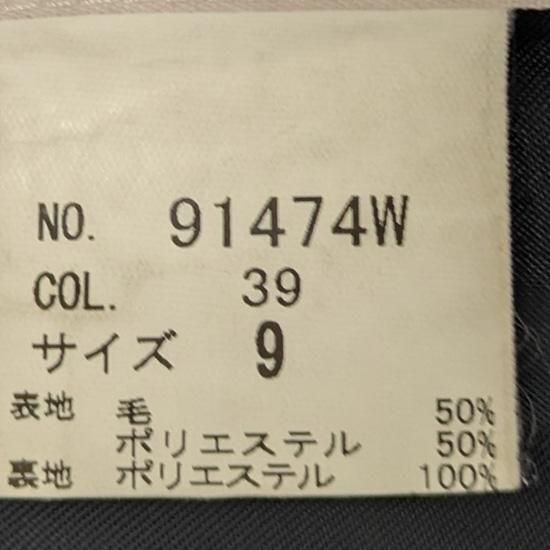 NO. 91474W
COL. 39
サイズ 9
表地 毛 50%
ポリエステル 50%
裏地 ポリエステル 100%